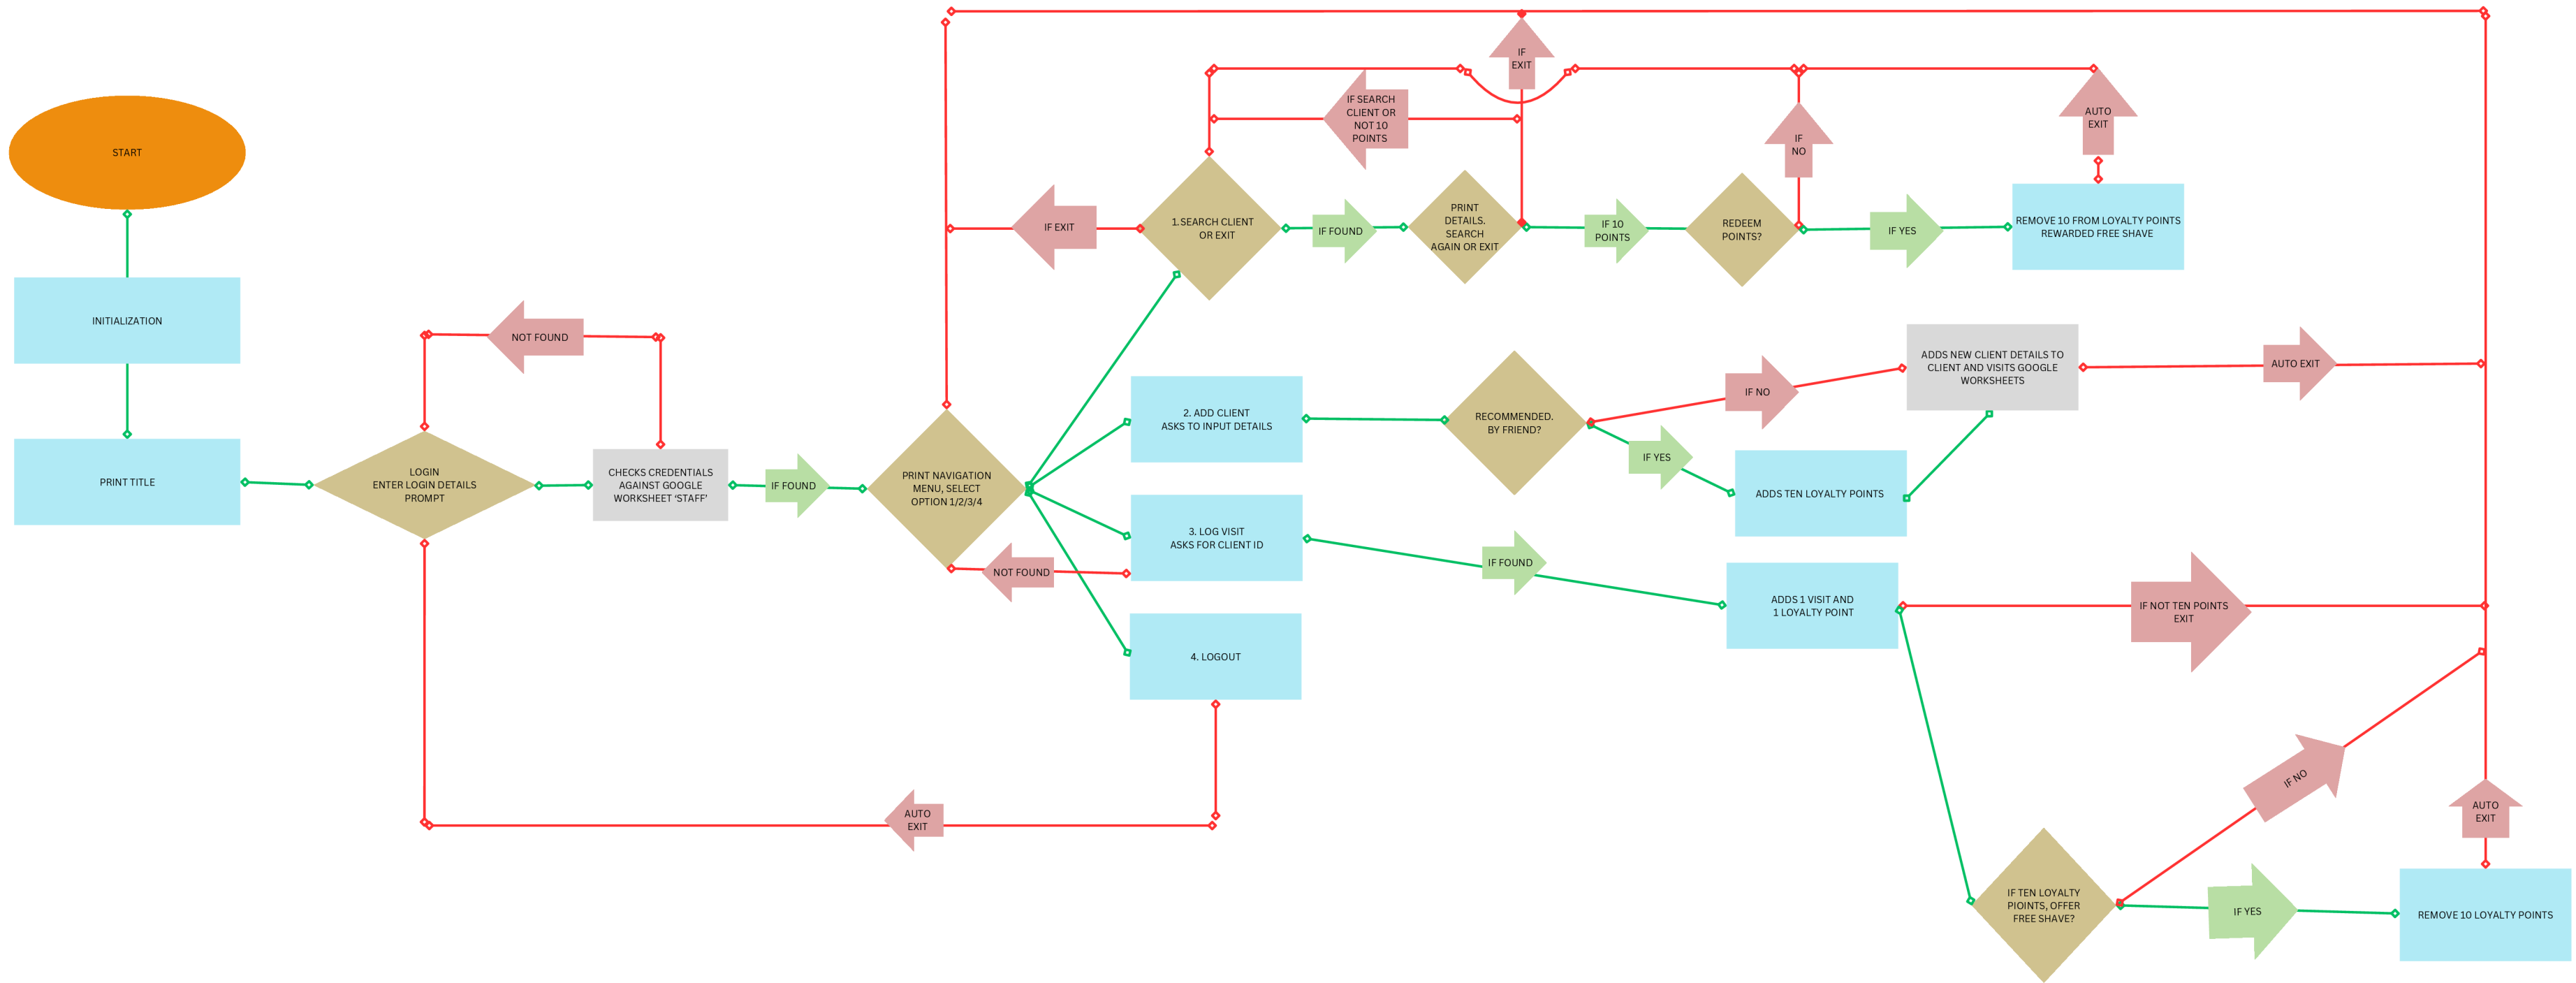 START
INITIALIZATION
PRINT TITLE
NOT FOUND
LOGIN
ENTER LOGIN DETAILS
PROMPT
CHECKS CREDENTIALS
AGAINST GOOGLE
WORKSHEET ‘STAFF’
IF FOUND
PRINT NAVIGATION
MENU, SELECT
OPTION 1/2/3/4
IF EXIT
1.SEARCH CLIENT
OR EXIT
IF SEARCH
CLIENT OR
NOT 10
POINTS
IF
EXIT
IF FOUND
PRINT
DETAILS.
SEARCH
AGAIN OR EXIT
IF 10
POINTS
REDEEM
POINTS?
IF
NO
IF YES
AUTO
EXIT
REMOVE 10 FROM LOYALTY POINTS
REWARDED FREE SHAVE
2. ADD CLIENT
ASKS TO INPUT DETAILS
RECOMMENDED.
BY FRIEND?
IF NO
IF YES
ADDS NEW CLIENT DETAILS TO
CLIENT AND VISITS GOOGLE
WORKSHEETS
AUTO EXIT
ADDS TEN LOYALTY POINTS
3. LOG VISIT
ASKS FOR CLIENT ID
NOT FOUND
IF FOUND
ADDS 1 VISIT AND
1 LOYALTY POINT
IF NOT TEN POINTS
EXIT
4. LOGOUT
AUTO
EXIT
IF NO
AUTO
EXIT
IF TEN LOYALTY
PIOINTS, OFFER
FREE SHAVE?
IF YES
REMOVE 10 LOYALTY POINTS